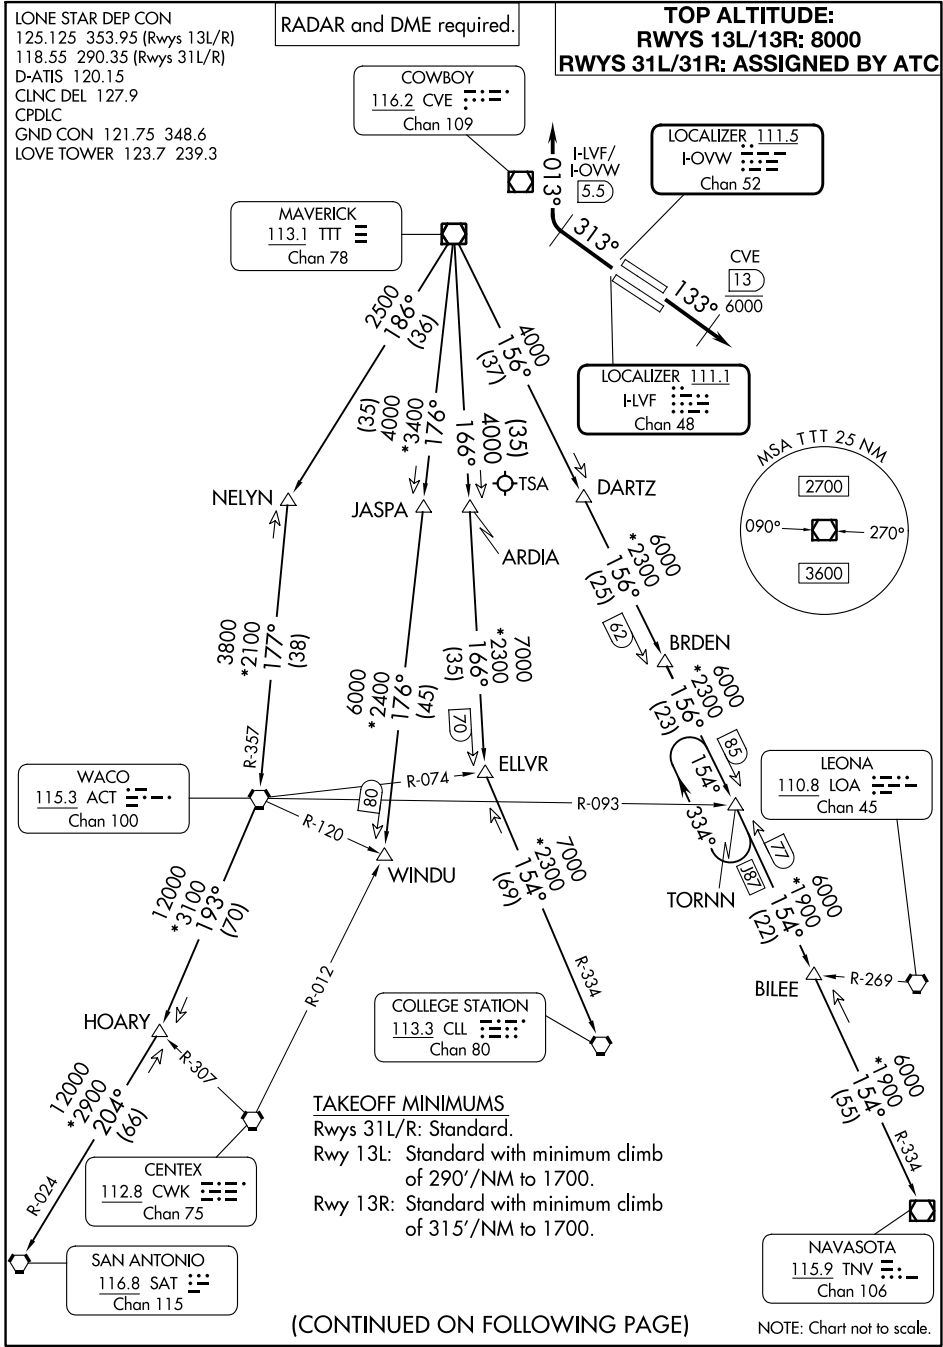 LONE STAR DEP CON
125.125 353.95 (Rwys 13L/R)
118.55 290.35 (Rwys 31L/R)
D-ATIS 120.15
CLNC DEL 127.9
CPDLC
GND CON 121.75 348.6
LOVE TOWER 123.7 239.3
RADAR and DME required.
TOP ALTITUDE:
RWYS 13L/13R: 8000
RWYS 31L/31R: ASSIGNED BY ATC
COWBOY
116.2 CVE
Chan 109
I-LVF/
I-OVW
5.5
013°
313°
LOCALIZER 111.5
I-OVW
Chan 52
CVE
13
6000
133°
LOCALIZER 111.1
I-LVF
Chan 48
MAVERICK
113.1 TTT
Chan 78
2500
186°
(36)
(35)
4000
*3400
176°
(35)
4000
166°
4000
156°
(37)
TSA
NELYN
JASPA
ARDIA
DARTZ
MSA TTT 25 NM
2700
090°
270°
3600
3800
*2100
177°
(38)
R-357
6000
*2400
176°
(45)
80
7000
*2300
166°
(35)
70
6000
*2300
156°
(25)
62
BRDEN
6000
*2300
156°
(23)
85
WACO
115.3 ACT
Chan 100
R-074
R-093
R-120
ELLVR
WINDU
154°
334°
J87
77
TORNN
LEONA
110.8 LOA
Chan 45
12000
*3100
193°
(70)
7000
*2300
154°
(69)
R-334
6000
*1900
154°
(22)
BILEE
R-269
HOARY
R-307
R-012
COLLEGE STATION
113.3 CLL
Chan 80
12000
*2900
204°
(66)
R-024
6000
*1900
154°
(55)
R-334
CENTEX
112.8 CWK
Chan 75
SAN ANTONIO
116.8 SAT
Chan 115
TAKEOFF MINIMUMS
Rwys 31L/R: Standard.
Rwy 13L: Standard with minimum climb
of 290'/NM to 1700.
Rwy 13R: Standard with minimum climb
of 315'/NM to 1700.
NAVASOTA
115.9 TNV
Chan 106
(CONTINUED ON FOLLOWING PAGE)
NOTE: Chart not to scale.